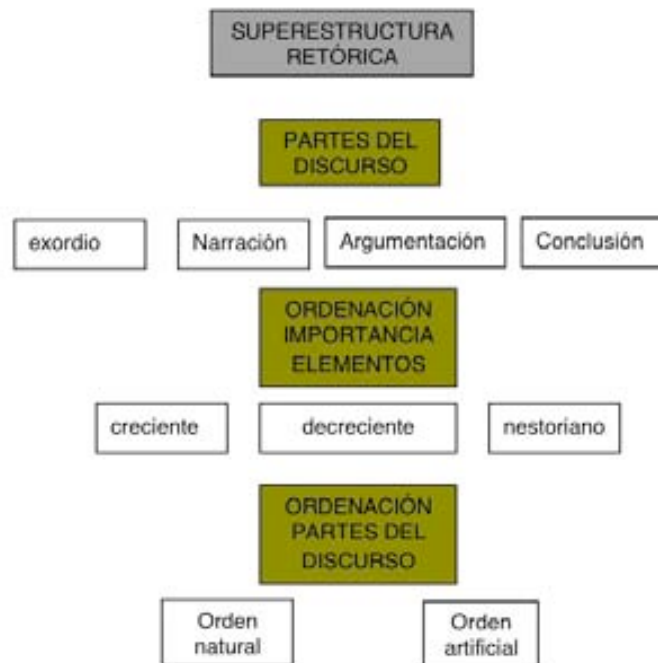 SUPERESTRUCTURA
RETÓRICA
PARTES DEL
DISCURSO
exordio
Narración
Argumentación
Conclusión
ORDENACIÓN
IMPORTANCIA
ELEMENTOS
creciente
decreciente
nestoriano
ORDENACIÓN
PARTES DEL
DISCURSO
Orden
natural
Orden
artificial